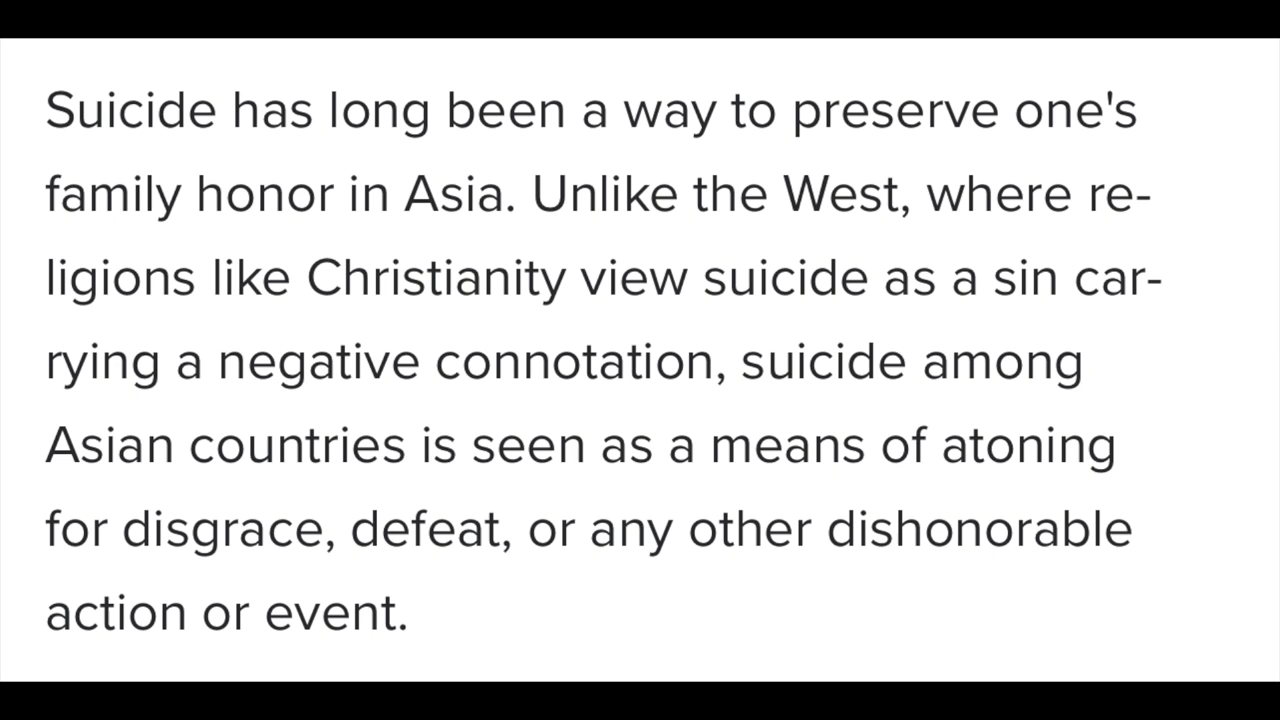 Suicide has long been a way to preserve one's
family honor in Asia. Unlike the West, where re-
ligions like Christianity view suicide as a sin car-
rying a negative connotation, suicide among
Asian countries is seen as a means of atoning
for disgrace, defeat, or any other dishonorable
action or event.